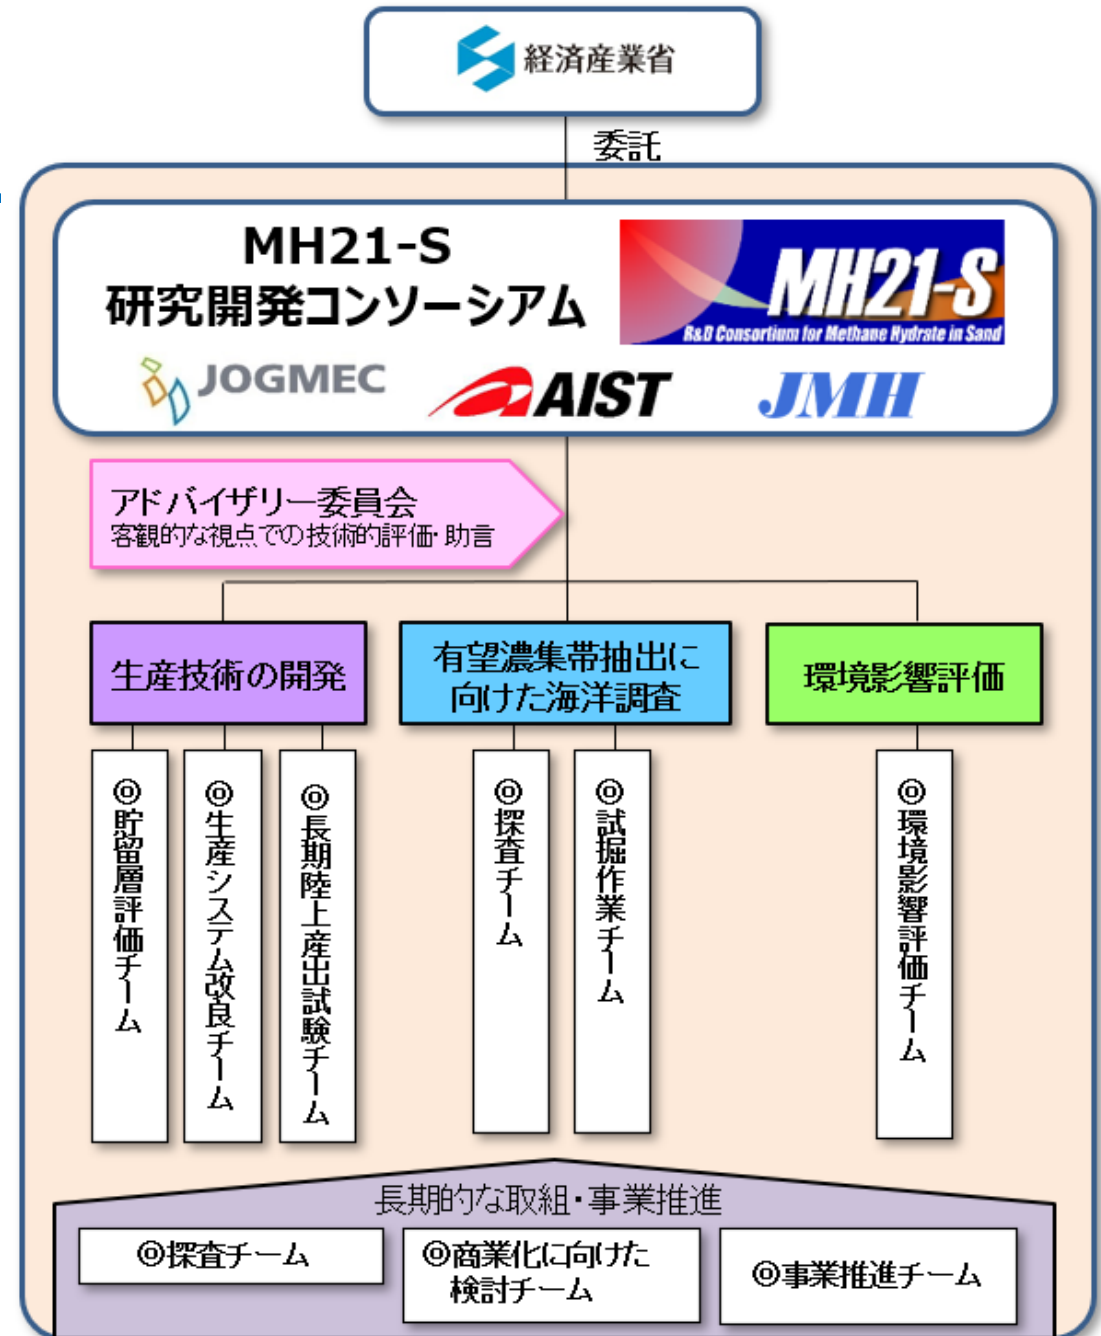 経済産業省
委託
MH21-S
研究開発コンソーシアム
MH21-S
R&D Consortium for Methane Hydrate in Sand
JOGMEC
AIST
JMH
アドバイザリー委員会
客観的な視点での技術的評価・助言
生産技術の開発
有望濃集帯抽出に
向けた海洋調査
環境影響評価
◎貯留層評価チーム
◎生産システム改良チーム
◎長期陸上産出試験チーム
◎探査チーム
◎試掘作業チーム
◎環境影響評価チーム
長期的な取組・事業推進
◎探査チーム
◎商業化に向けた
検討チーム
◎事業推進チーム